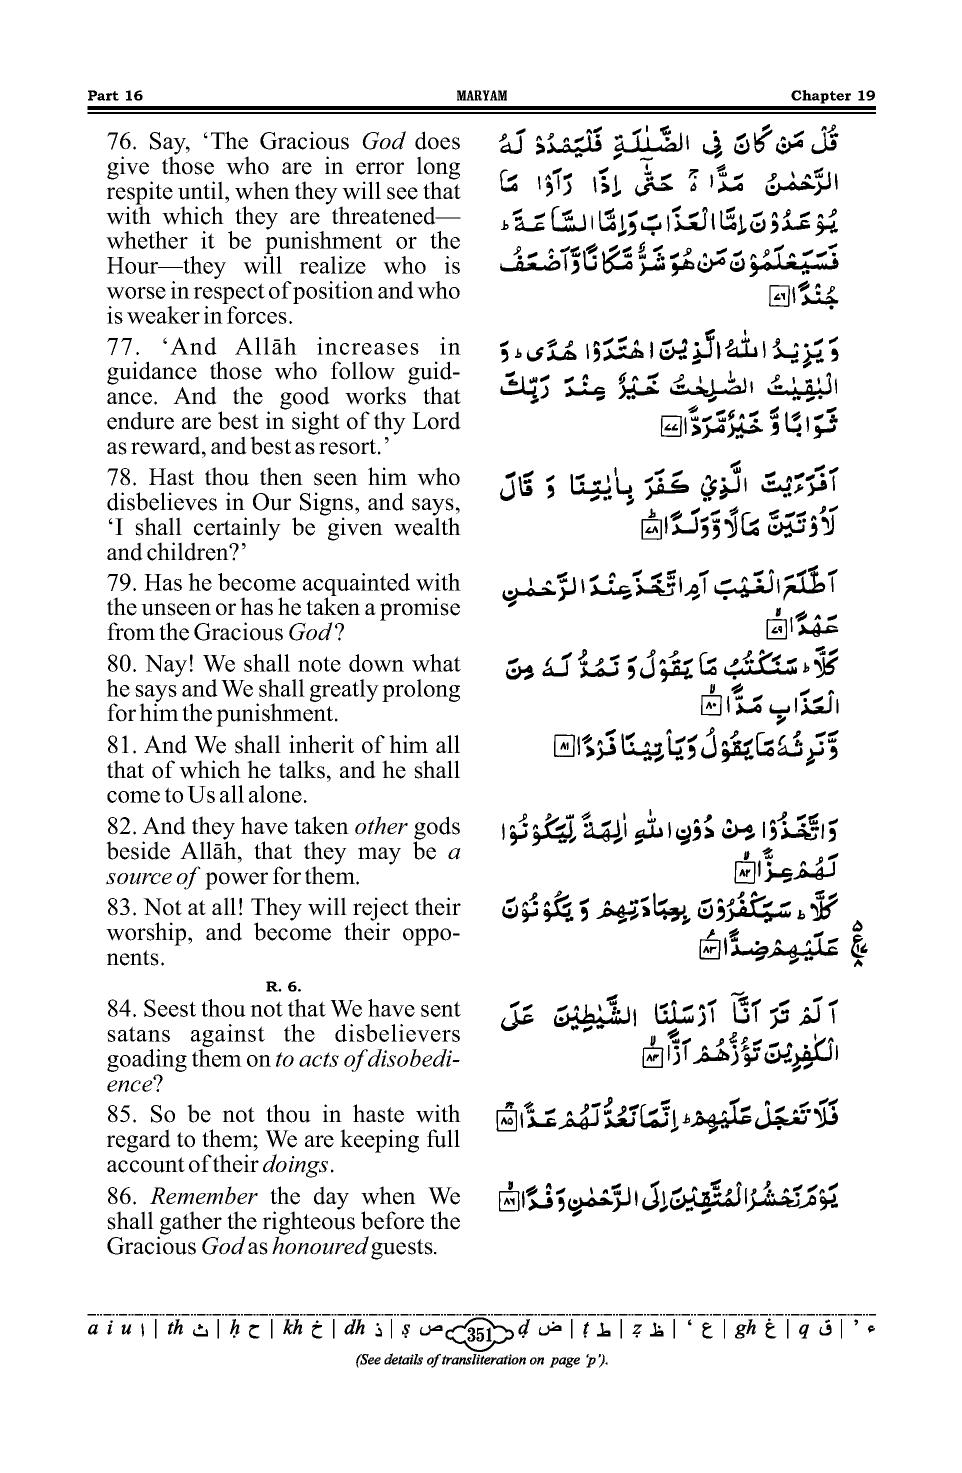 Part 16 MARYAM Chapter 19
76. Say, ‘The Gracious God does
give those who are in error long
respite until, when they will see that
with which they are threatened—
whether it be punishment or the
Hour—they will realize who is
worse in respect of position and who
is weaker in forces.
77. ‘And Allāh increases in
guidance those who follow guid-
ance. And the good works that
endure are best in sight of thy Lord
as reward, and best as resort.’
78. Hast thou then seen him who
disbelieves in Our Signs, and says,
‘I shall certainly be given wealth
and children?’
79. Has he become acquainted with
the unseen or has he taken a promise
from the Gracious God?
80. Nay! We shall note down what
he says and We shall greatly prolong
for him the punishment.
81. And We shall inherit of him all
that of which he talks, and he shall
come to Us all alone.
82. And they have taken other gods
beside Allāh, that they may be a
source of power for them.
83. Not at all! They will reject their
worship, and become their oppo-
nents.
R. 6.
84. Seest thou not that We have sent
satans against the disbelievers
goading them on to acts of disobedi-
ence?
85. So be not thou in haste with
regard to them; We are keeping full
account of their doings.
86. Remember the day when We
shall gather the righteous before the
Gracious God as honoured guests.
قُلْ مَنْ كَانَ فِى الضَّلٰلَةِ فَلْيَمْدُدْ لَهُ
الرَّحْمٰنُ مَدًّا ۚ حَتّٰۤى اِذَا رَاَوْا مَا
يُوْعَدُوْنَ اِمَّا الْعَذَابَ وَاِمَّا السَّاعَةَ ؕ
فَسَيَعْلَمُوْنَ مَنْ هُوَ شَرٌّ مَّكَانًا وَّاَضْعَفُ
جُنْدًا ٧٦
وَيَزِيْدُ اللّٰهُ الَّذِيْنَ اهْتَدَوْا هُدًى ؕ وَ
الْبٰقِيٰتُ الصّٰلِحٰتُ خَيْرٌ عِنْدَ رَبِّكَ
ثَوَابًا وَّ خَيْرٌ مَّرَدًّا ٧٧
اَفَرَءَيْتَ الَّذِيْ كَفَرَ بِاٰيٰتِنَا وَ قَالَ
لَاُوْتَيَنَّ مَالًا وَّوَلَدًا ٧٨
اَطَّلَعَ الْغَيْبَ اَمِ اتَّخَذَ عِنْدَ الرَّحْمٰنِ
عَهْدًا ٧٩
كَلَّا ؕ سَنَكْتُبُ مَا يَقُوْلُ وَ نَمُدُّ لَهٗ مِنَ
الْعَذَابِ مَدًّا ٨٠
وَّنَرِثُهٗ مَا يَقُوْلُ وَيَاْتِيْنَا فَرْدًا ٨١
وَاتَّخَذُوْا مِنْ دُوْنِ اللّٰهِ اٰلِهَةً لِّيَكُوْنُوْا
لَهُمْ عِزًّا ٨٢
كَلَّا ؕ سَيَكْفُرُوْنَ بِعِبَادَتِهِمْ وَ يَكُوْنُوْنَ
عَلَيْهِمْ ضِدًّا ٨٣
اَلَمْ تَرَ اَنَّاۤ اَرْسَلْنَا الشَّيٰطِيْنَ عَلَى
الْكٰفِرِيْنَ تَؤُزُّهُمْ اَزًّا ٨٤
فَلَا تَعْجَلْ عَلَيْهِمْ ؕ اِنَّمَا نَعُدُّ لَهُمْ عَدًّا ٨٥
يَوْمَ نَحْشُرُ الْمُتَّقِيْنَ اِلَى الرَّحْمٰنِ وَفْدًا ٨٦
a i u ا | th ث | ḥ ح | kh خ | dh ذ | ṣ ص 351 ḍ ض | ṭ ط | ẓ ظ | ‘ ع | gh غ | q ق | ’ ء
(See details of transliteration on page ‘p’).